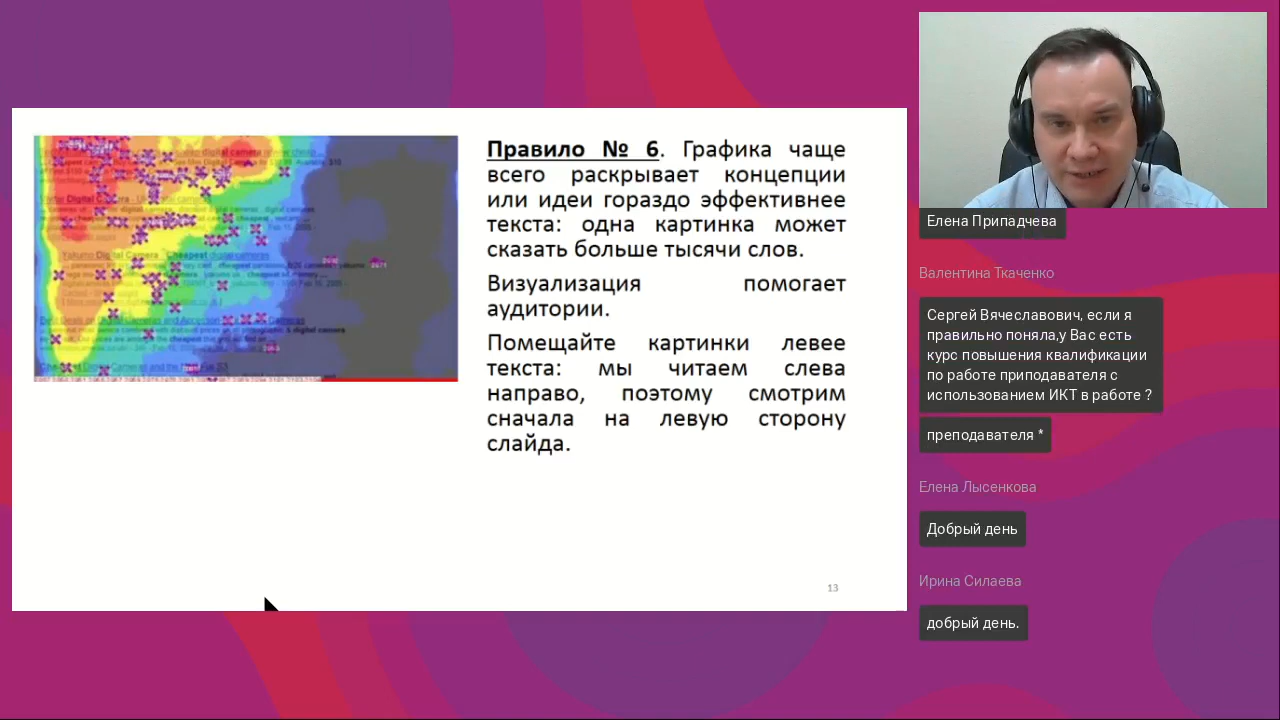 Правило № 6. Графика чаще
всего раскрывает концепции
или идеи гораздо эффективнее
текста: одна картинка может
сказать больше тысячи слов.
Визуализация помогает
аудитории.
Помещайте картинки левее
текста: мы читаем слева
направо, поэтому смотрим
сначала на левую сторону
слайда.
13
Елена Припадчева
Валентина Ткаченко
Сергей Вячеславович, если я
правильно поняла,у Вас есть
курс повышения квалификации
по работе приподавателя с
использованием ИКТ в работе ?
преподавателя *
Елена Лысенкова
Добрый день
Ирина Силаева
добрый день.